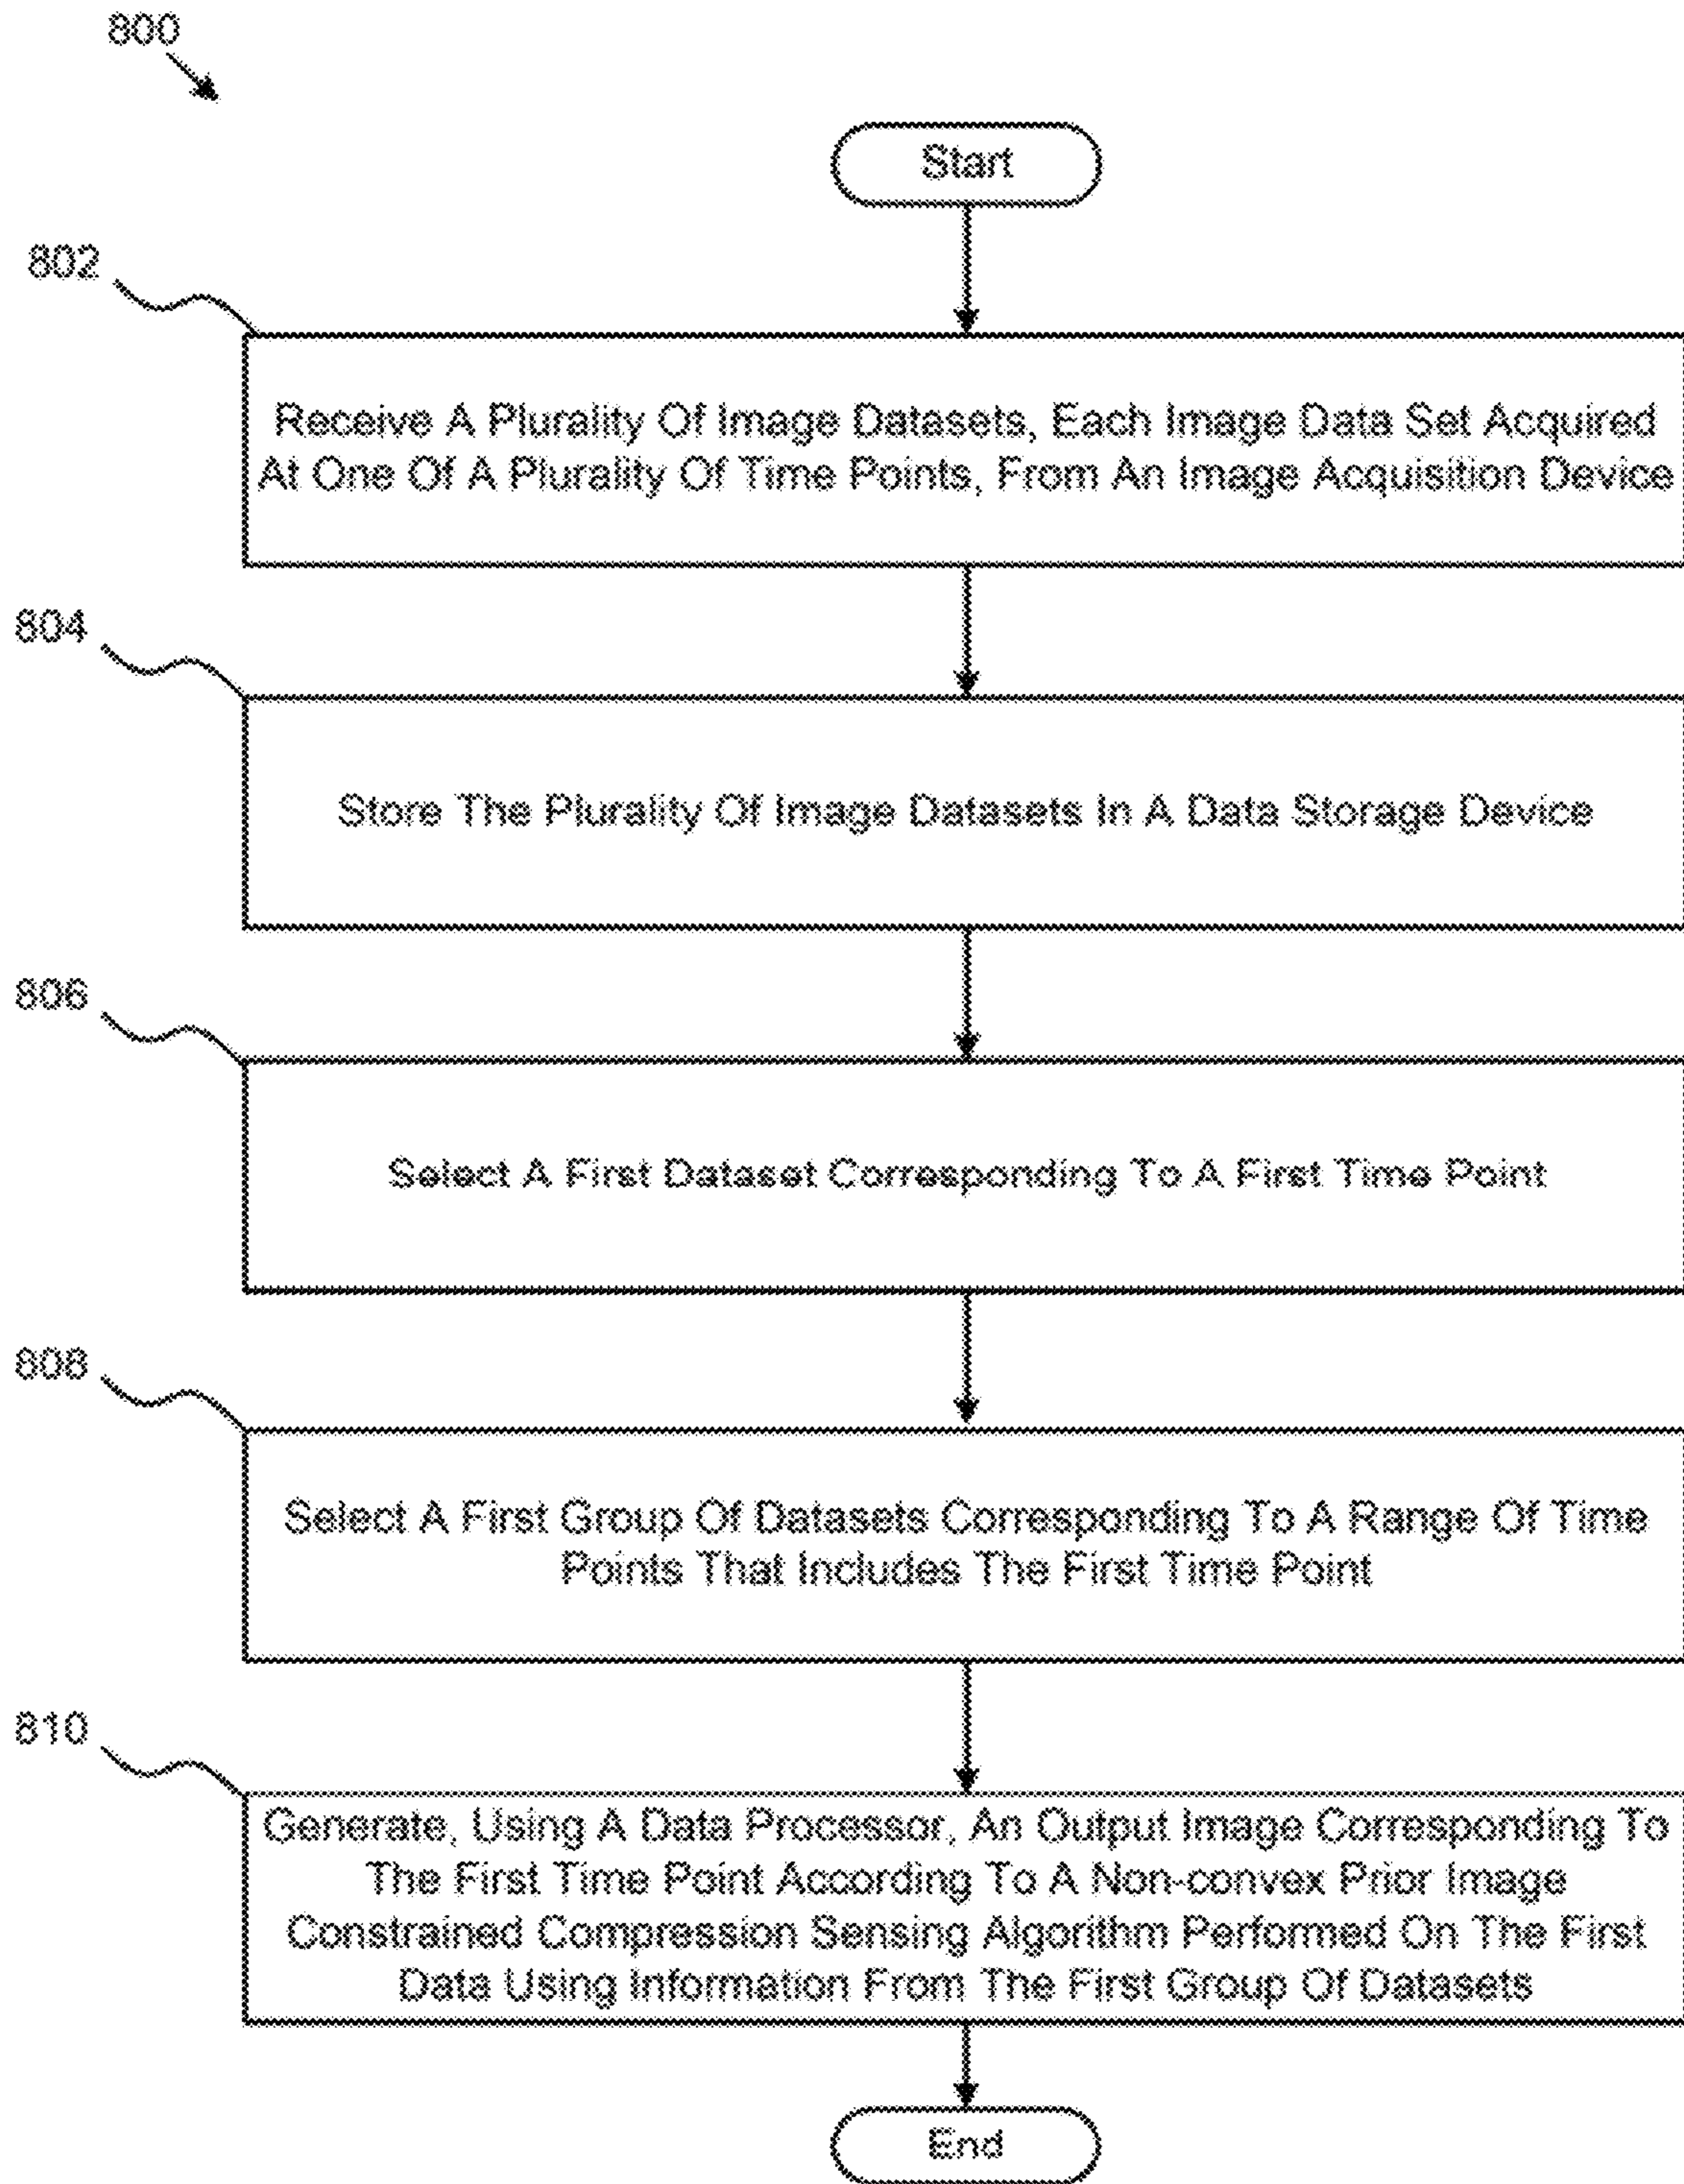 800
Start
802
Receive A Plurality Of Image Datasets, Each Image Data Set Acquired
At One Of A Plurality Of Time Points, From An Image Acquisition Device
804
Store The Plurality Of Image Datasets In A Data Storage Device
806
Select A First Dataset Corresponding To A First Time Point
808
Select A First Group Of Datasets Corresponding To A Range Of Time
Points That Includes The First Time Point
810
Generate, Using A Data Processor, An Output Image Corresponding To
The First Time Point According To A Non-convex Prior Image
Constrained Compression Sensing Algorithm Performed On The First
Data Using Information From The First Group Of Datasets
End